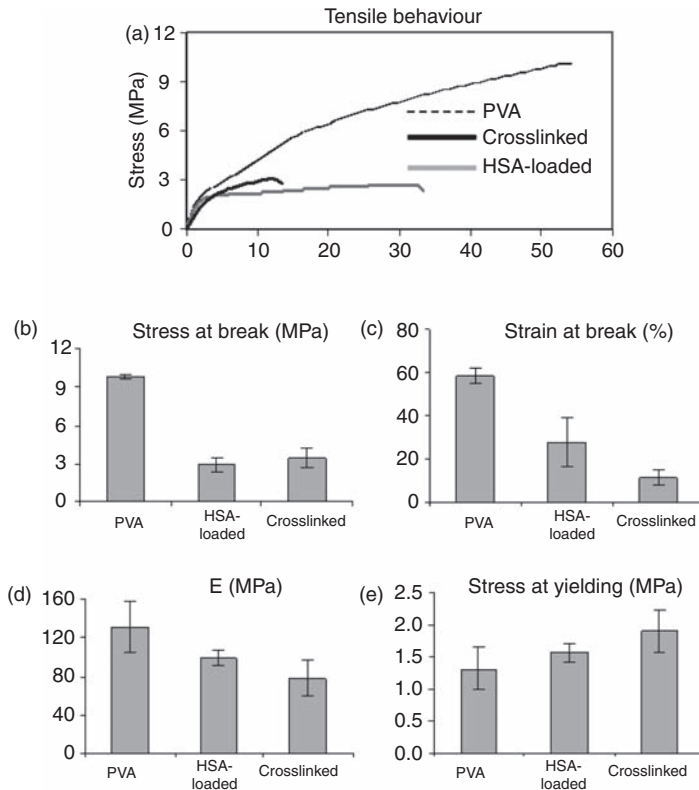 Tensile behaviour
(a)
12
9
6
3
0
Stress (MPa)
PVA
Crosslinked
HSA-loaded
0 10 20 30 40 50 60
(b)
Stress at break (MPa)
12
9
6
3
0
PVA
HSA-
loaded
Crosslinked
(c)
Strain at break (%)
80
60
40
20
0
PVA
HSA-
loaded
Crosslinked
(d)
E (MPa)
160
120
80
40
0
PVA
HSA-
loaded
Crosslinked
(e)
Stress at yielding (MPa)
2.5
2.0
1.5
1.0
0.5
0.0
PVA
HSA-
loaded
Crosslinked